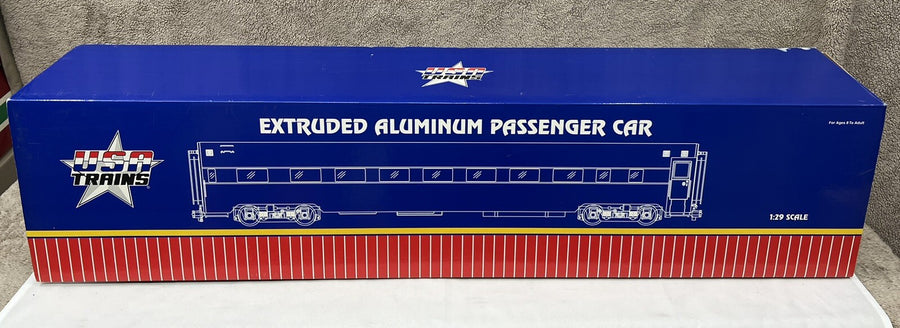 USA
TRAINS
EXTRUDED ALUMINUM PASSENGER CAR
For Ages 8 To Adult
USA
TRAINS
1:29 SCALE